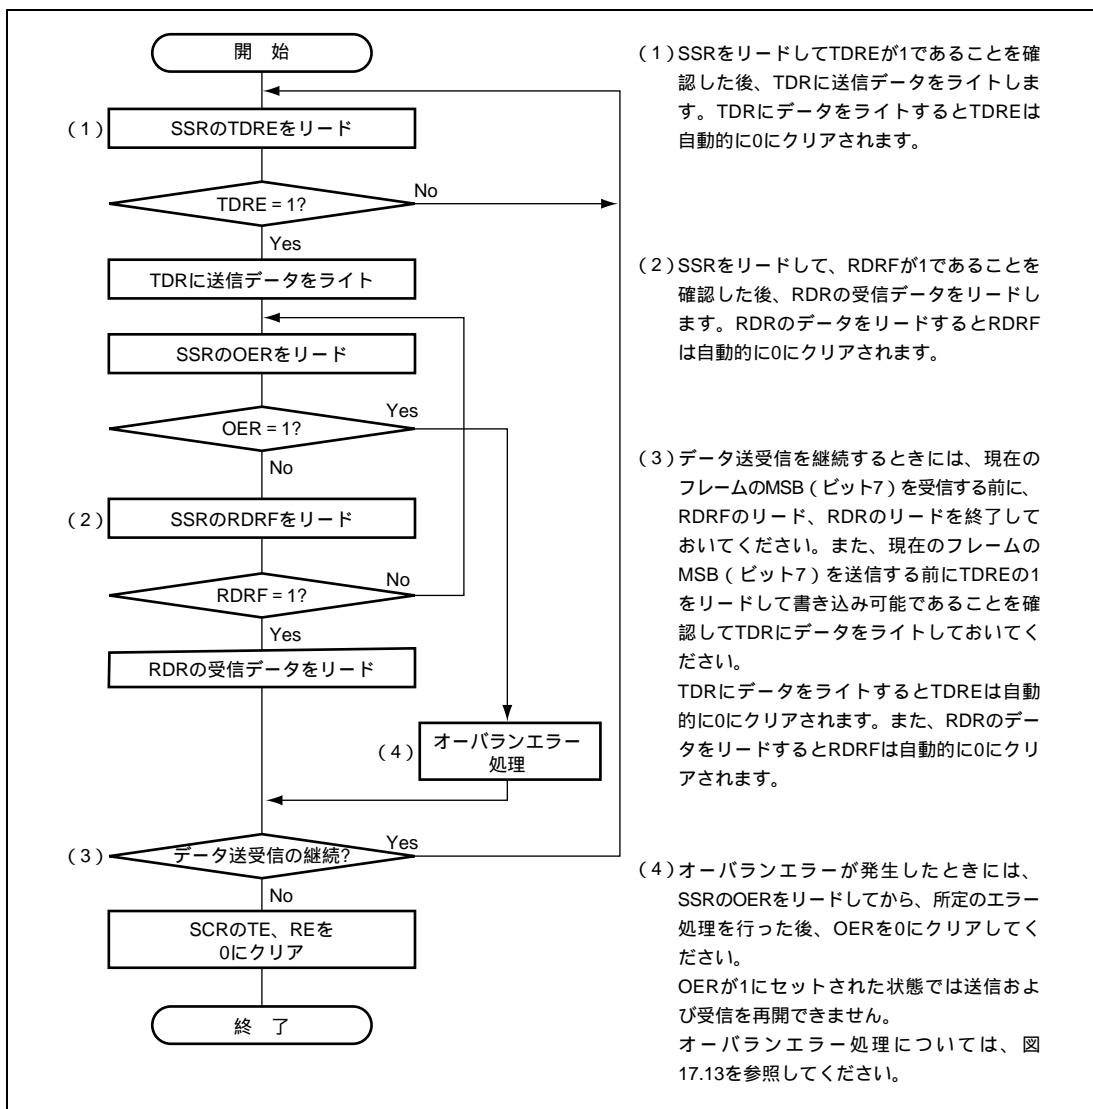 開 始
(1)
SSRのTDREをリード
TDRE = 1?
No
Yes
TDRに送信データをライト
SSRのOERをリード
OER = 1?
Yes
No
(2)
SSRのRDRFをリード
RDRF = 1?
No
Yes
RDRの受信データをリード
(4)
オーバランエラー
処理
(3)
データ送受信の継続?
Yes
No
SCRのTE、REを
0にクリア
終 了
(1)SSRをリードしてTDREが1であることを確
認した後、TDRに送信データをライトしま
す。TDRにデータをライトするとTDREは
自動的に0にクリアされます。
(2)SSRをリードして、RDRFが1であることを
確認した後、RDRの受信データをリードし
ます。RDRのデータをリードするとRDRF
は自動的に0にクリアされます。
(3)データ送受信を継続するときには、現在の
フレームのMSB(ビット7)を受信する前に、
RDRFのリード、RDRのリードを終了して
おいてください。また、現在のフレームの
MSB(ビット7)を送信する前にTDREの1
をリードして書き込み可能であることを確
認してTDRにデータをライトしておいてく
ださい。
TDRにデータをライトするとTDREは自動
的に0にクリアされます。また、RDRのデー
タをリードするとRDRFは自動的に0にクリ
アされます。
(4)オーバランエラーが発生したときには、
SSRのOERをリードしてから、所定のエラー
処理を行った後、OERを0にクリアしてく
ださい。
OERが1にセットされた状態では送信およ
び受信を再開できません。
オーバランエラー処理については、図
17.13を参照してください。